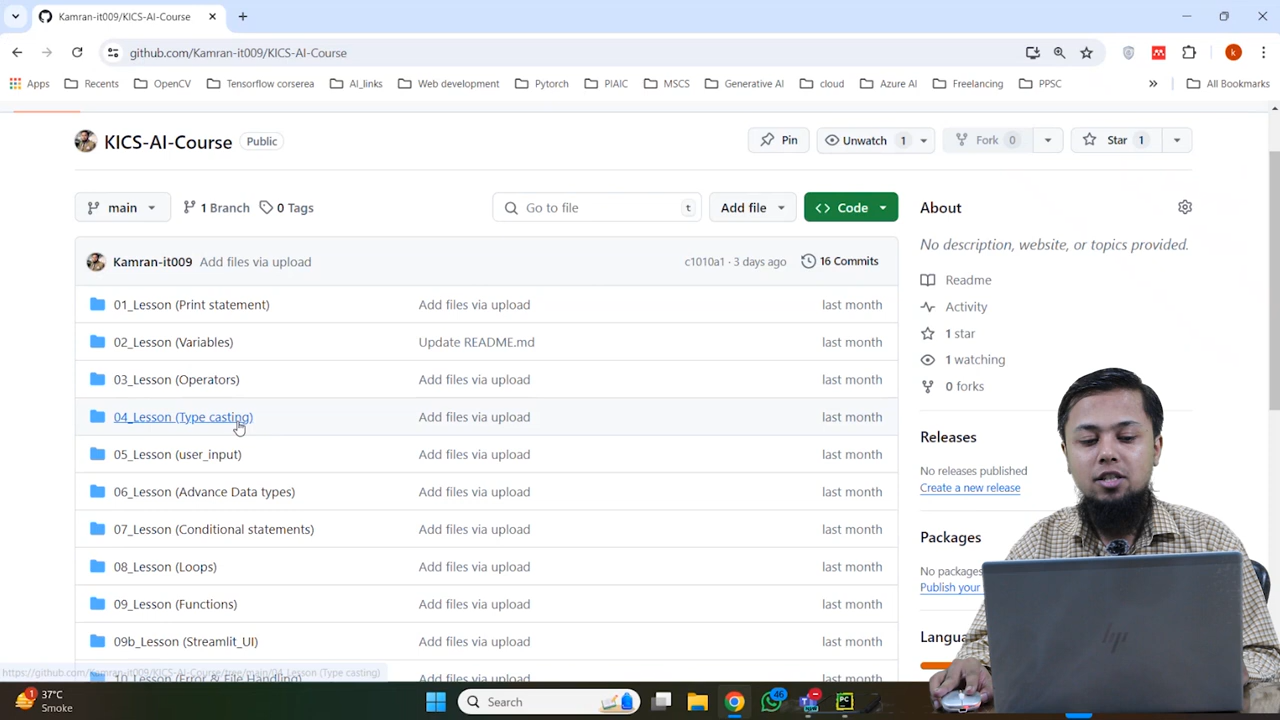 Kamran-it009/KICS-AI-Course
github.com/Kamran-it009/KICS-AI-Course
Apps Recents OpenCV Tensorflow corserea AI_links Web development Pytorch PIAIC MSCS Generative AI cloud Azure AI Freelancing PPSC All Bookmarks
KICS-AI-Course Public
Pin Unwatch 1 Fork 0 Star 1
main 1 Branch 0 Tags Go to file t Add file <> Code
About
No description, website, or topics provided.
Kamran-it009 Add files via upload c1010a1 · 3 days ago 16 Commits
01_Lesson (Print statement) Add files via upload last month
02_Lesson (Variables) Update README.md last month
03_Lesson (Operators) Add files via upload last month
04_Lesson (Type casting) Add files via upload last month
05_Lesson (user_input) Add files via upload last month
06_Lesson (Advance Data types) Add files via upload last month
07_Lesson (Conditional statements) Add files via upload last month
08_Lesson (Loops) Add files via upload last month
09_Lesson (Functions) Add files via upload last month
09b_Lesson (Streamlit_UI) Add files via upload last month
Readme
Activity
1 star
1 watching
0 forks
Releases
No releases published
Create a new release
Packages
No packages
Publish your
Langu
37°C
Smoke
Search
46
hp